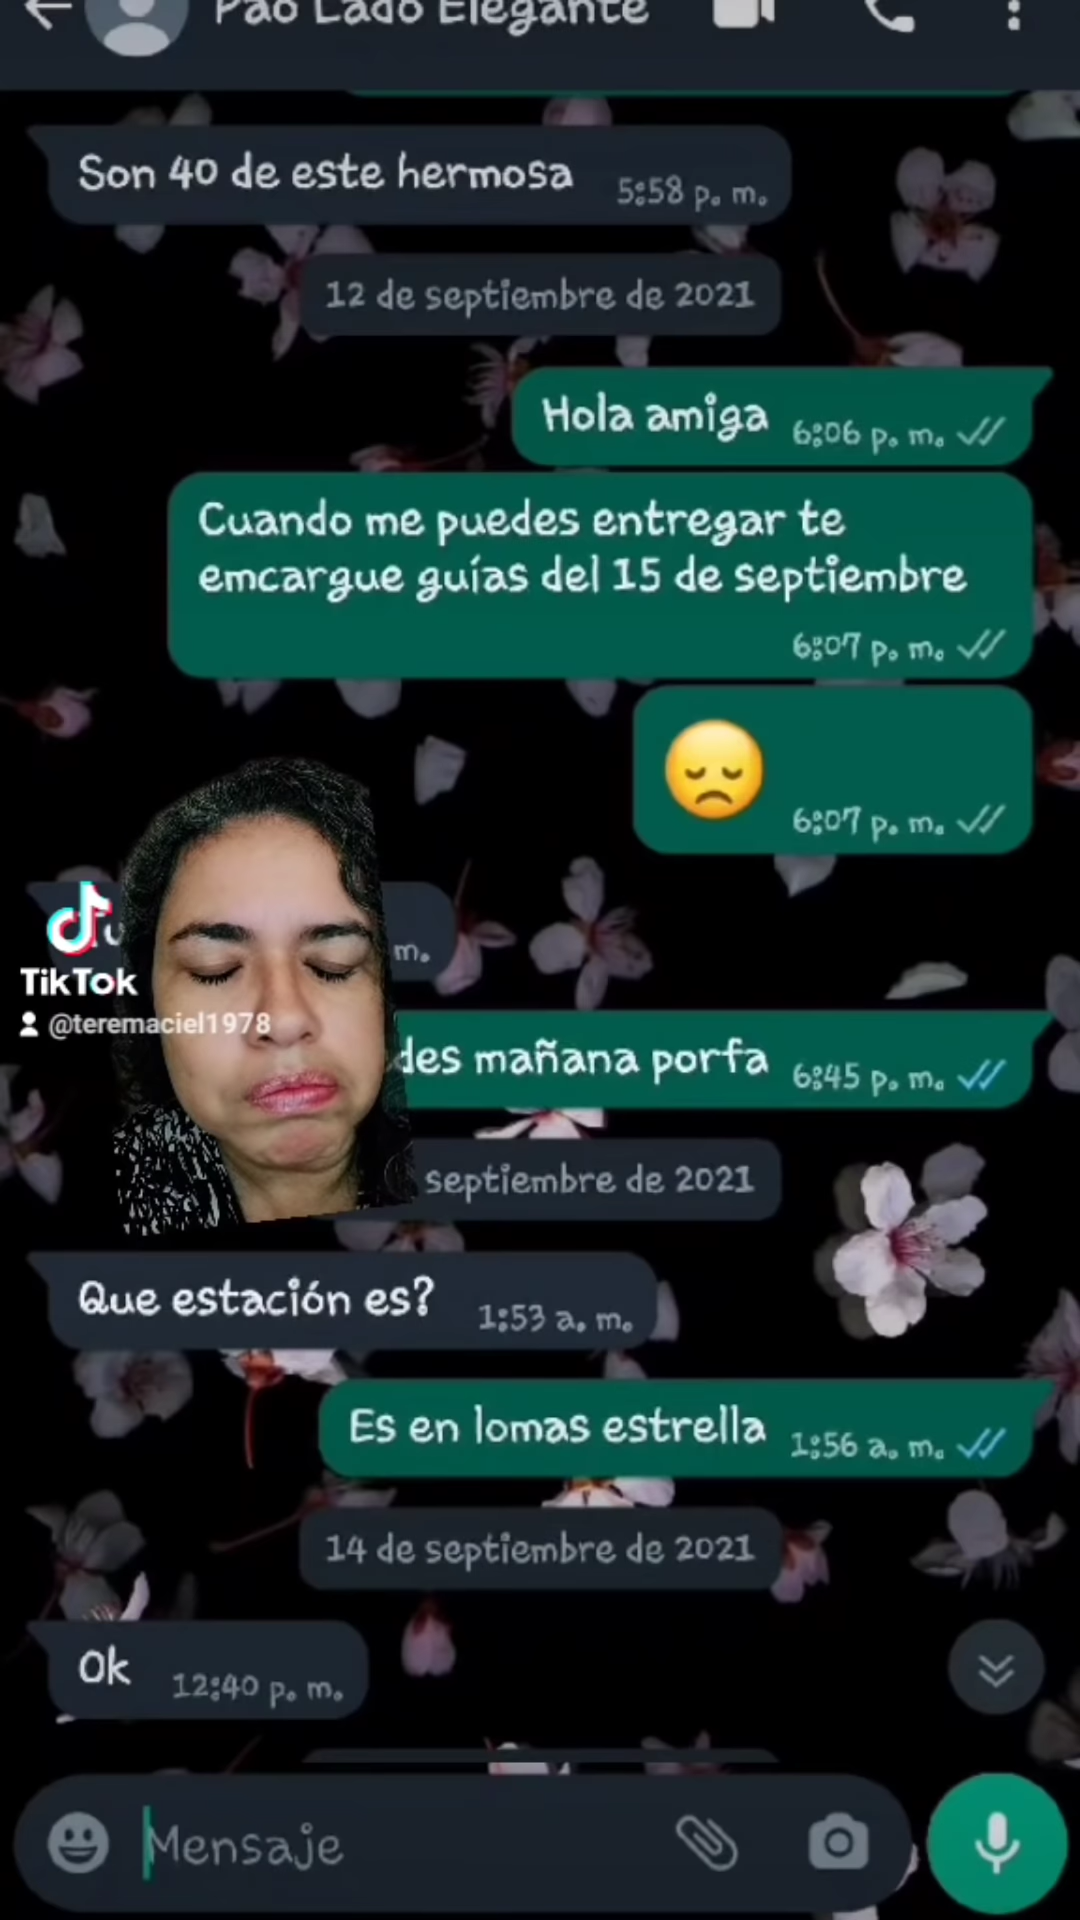 Pao Lado Elegante
Son 40 de este hermosa 5:58 p. m.
12 de septiembre de 2021
Hola amiga 6:06 p. m.
Cuando me puedes entregar te
emcargue guías del 15 de septiembre
6:07 p. m.
6:07 p. m.
m.
TikTok
@teremaciel1978
des mañana porfa 6:45 p. m.
septiembre de 2021
Que estación es? 1:53 a. m.
Es en lomas estrella 1:56 a. m.
14 de septiembre de 2021
Ok 12:40 p. m.
Mensaje